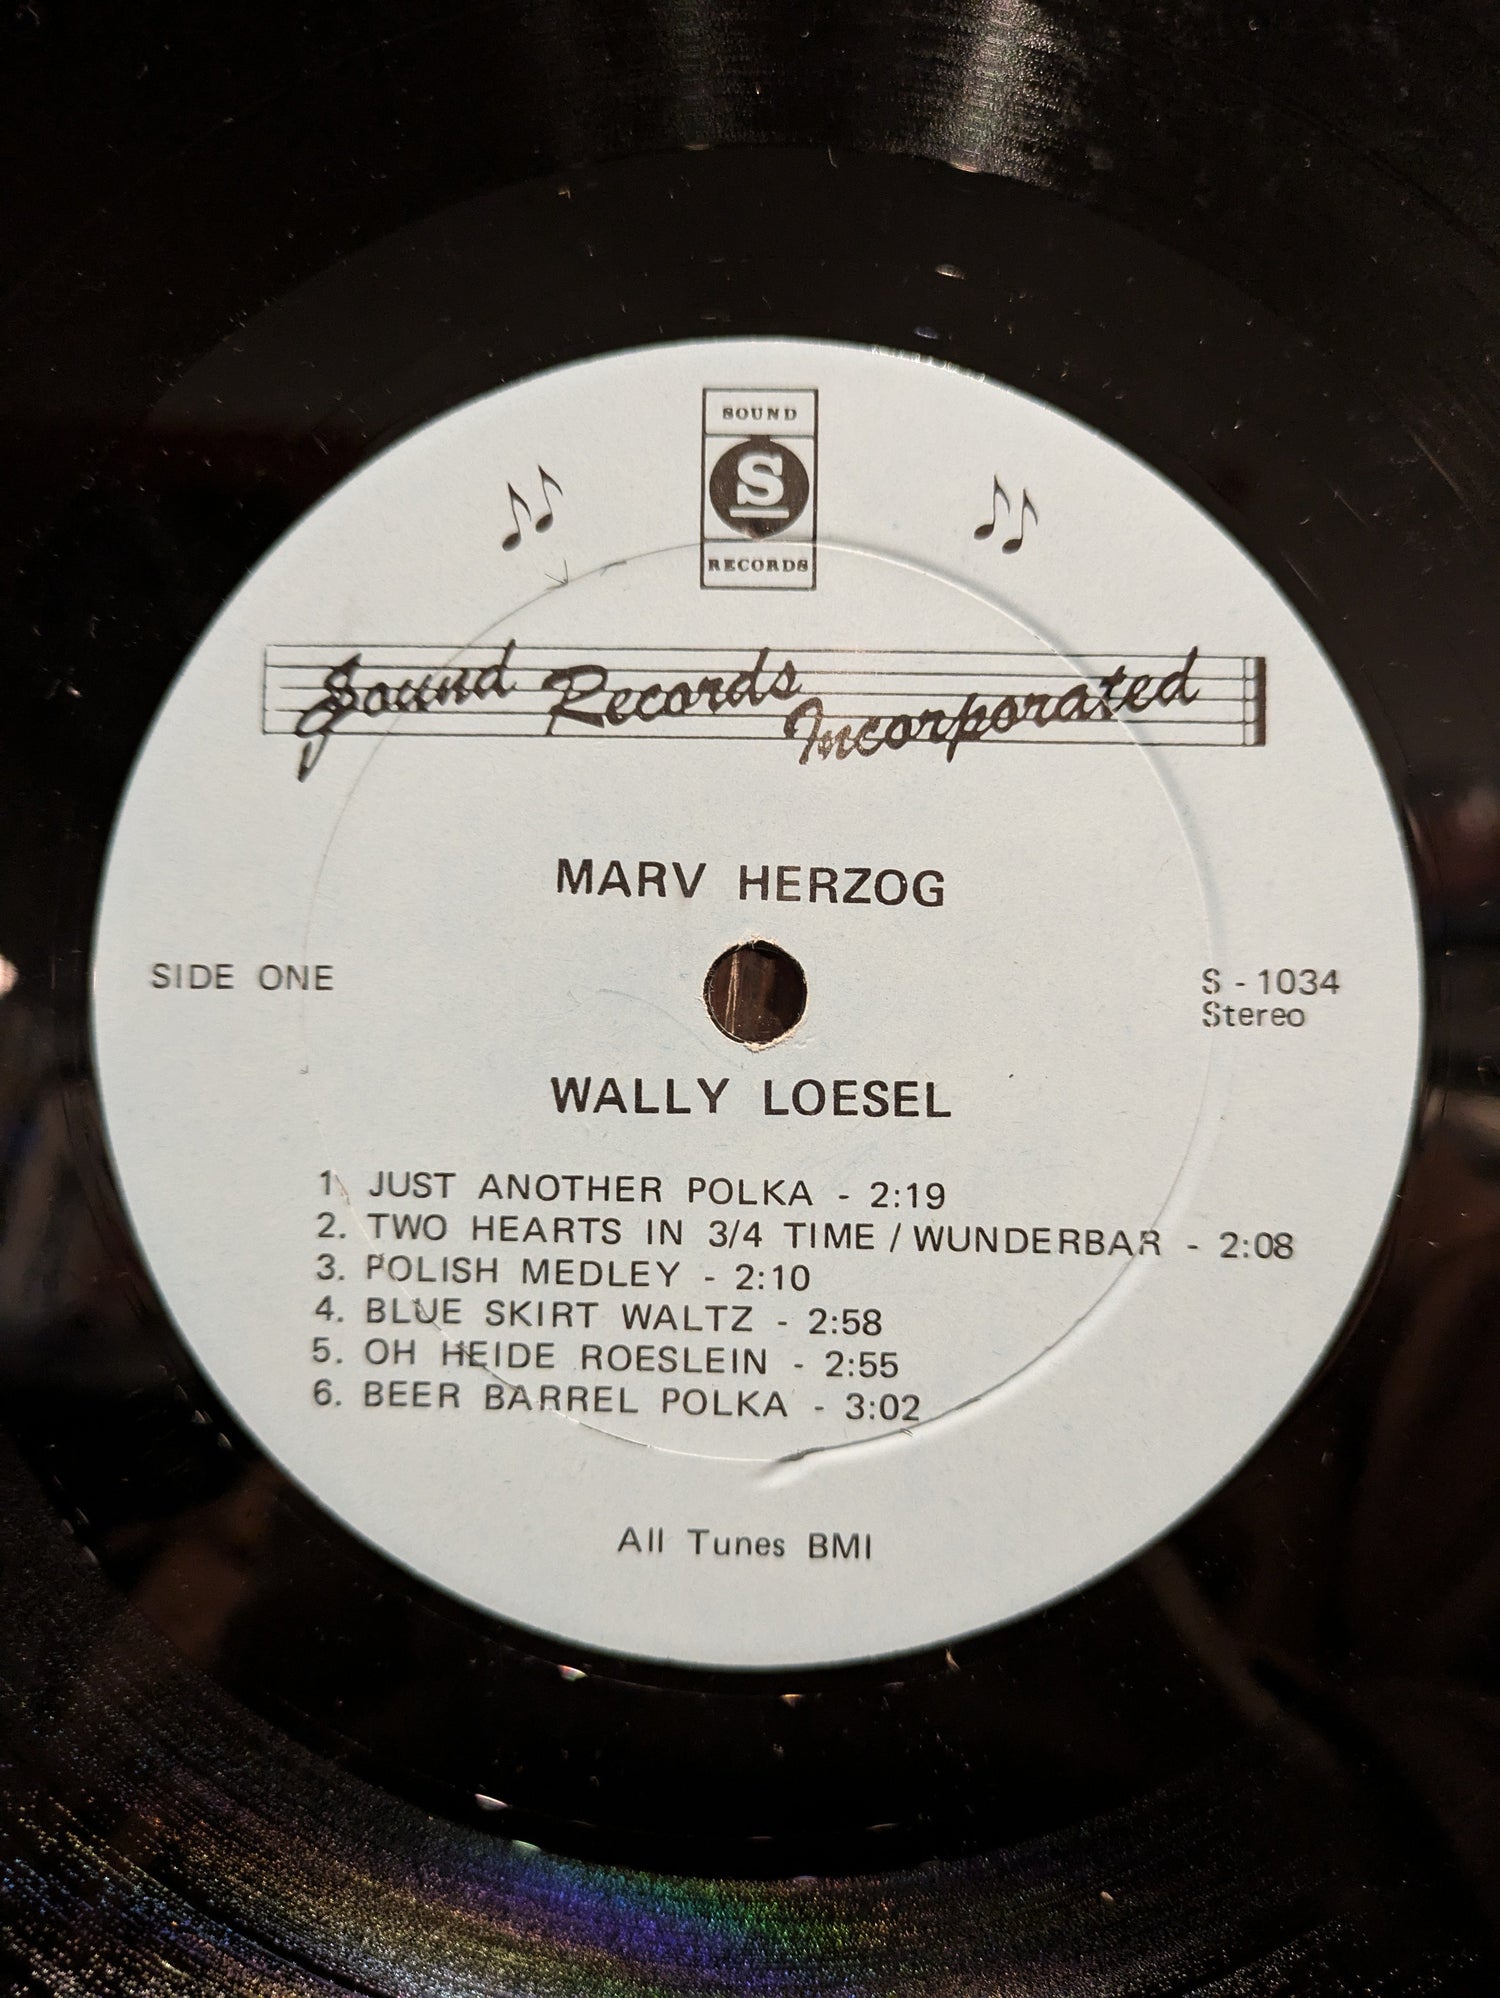 SOUND
S
RECORDS
Sound Records Incorporated
MARV HERZOG
SIDE ONE
S - 1034
Stereo
WALLY LOESEL
1. JUST ANOTHER POLKA - 2:19
2. TWO HEARTS IN 3/4 TIME / WUNDERBAR - 2:08
3. POLISH MEDLEY - 2:10
4. BLUE SKIRT WALTZ - 2:58
5. OH HEIDE ROESLEIN - 2:55
6. BEER BARREL POLKA - 3:02
All Tunes BMI